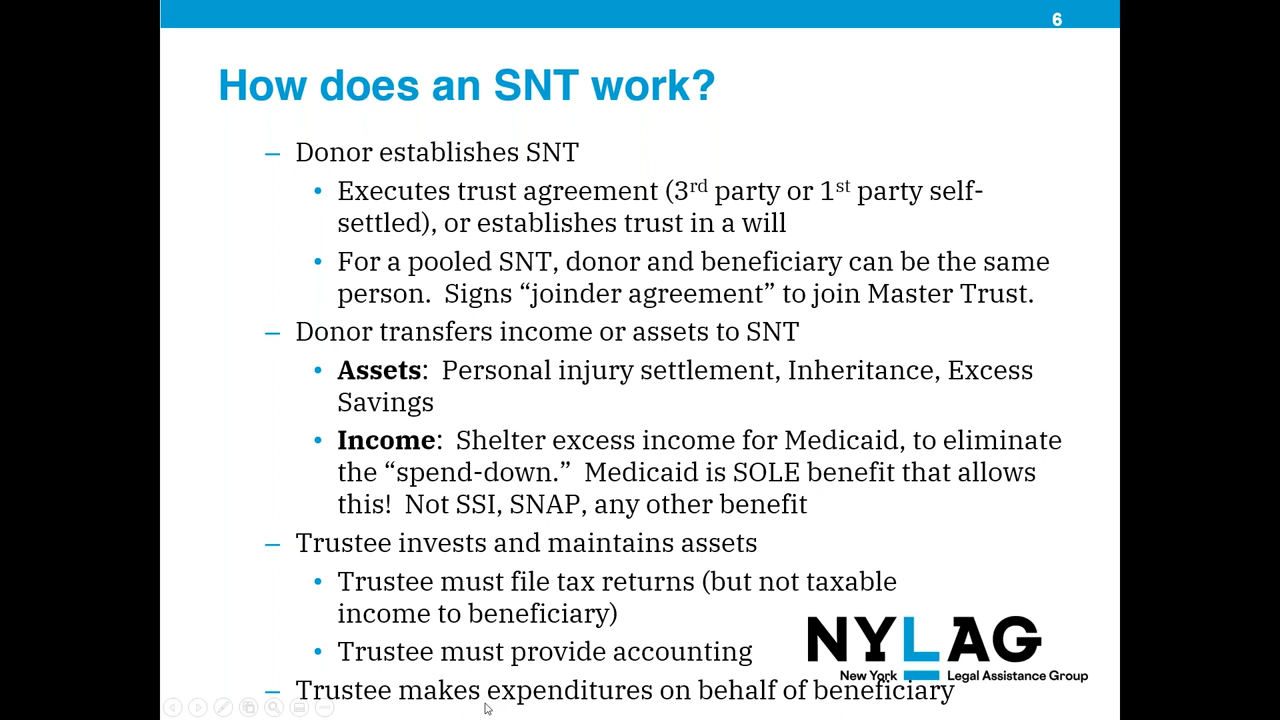 6
How does an SNT work?
– Donor establishes SNT
• Executes trust agreement (3rd party or 1st party self-
settled), or establishes trust in a will
• For a pooled SNT, donor and beneficiary can be the same
person.  Signs “joinder agreement” to join Master Trust.
– Donor transfers income or assets to SNT
• Assets:  Personal injury settlement, Inheritance, Excess
Savings
• Income:  Shelter excess income for Medicaid, to eliminate
the “spend-down.”  Medicaid is SOLE benefit that allows
this!  Not SSI, SNAP, any other benefit
– Trustee invests and maintains assets
• Trustee must file tax returns (but not taxable
income to beneficiary)
• Trustee must provide accounting
– Trustee makes expenditures on behalf of beneficiary
NYLAG
New York Legal Assistance Group